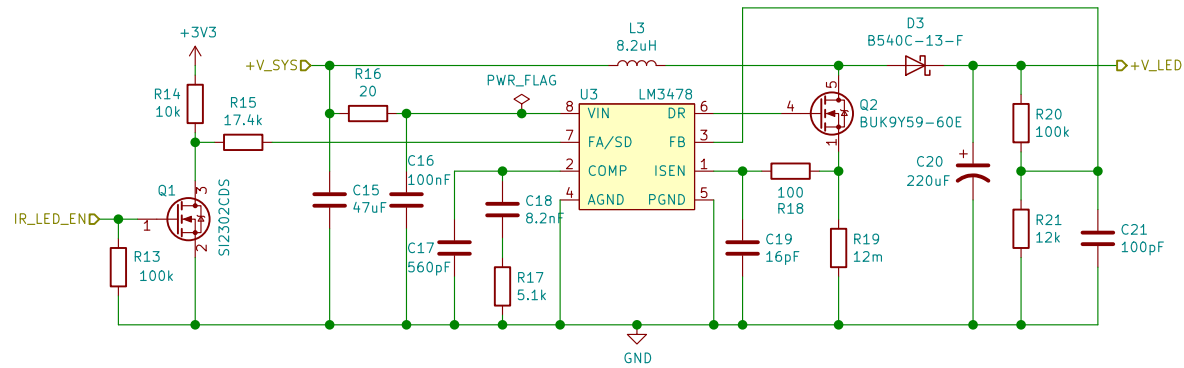 D3
B540C-13-F
L3
8.2uH
+3V3
+V_SYS
+V_LED
R16
20
PWR_FLAG
R14
10k
R15
17.4k
U3
LM3478
8
VIN
DR
6
7
FA/SD
FB
3
2
COMP
ISEN
1
4
AGND
PGND
5
5
4
1
Q2
BUK9Y59-60E
R20
100k
C16
100nF
C15
47uF
C18
8.2nF
C17
560pF
R17
5.1k
100
R18
C19
16pF
R19
12m
C20
+
220uF
R21
12k
C21
100pF
Q1
3
1
2
SI2302CDS
IR_LED_EN
R13
100k
GND